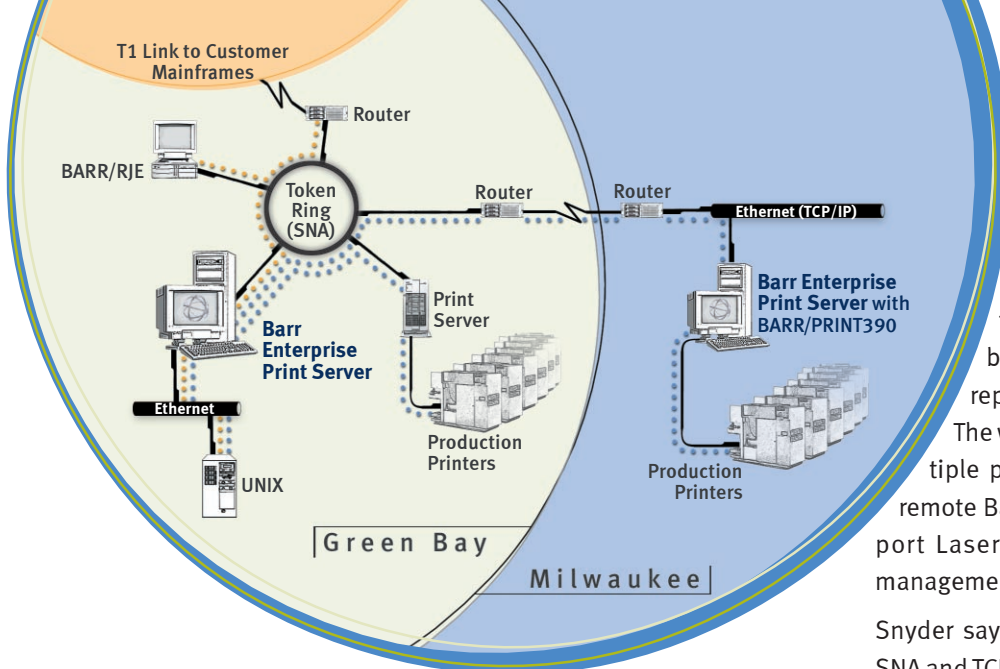 T1 Link to Customer
Mainframes
Router
BARR/RJE
Token
Ring
(SNA)
Router
Router
Ethernet (TCP/IP)
Barr Enterprise
Print Server with
BARR/PRINT390
Print
Server
Barr
Enterprise
Print Server
Ethernet
UNIX
Production
Printers
Production
Printers
Green Bay
Milwaukee
rep
The
tiple p
remote B
port Laser
managemen
Snyder say